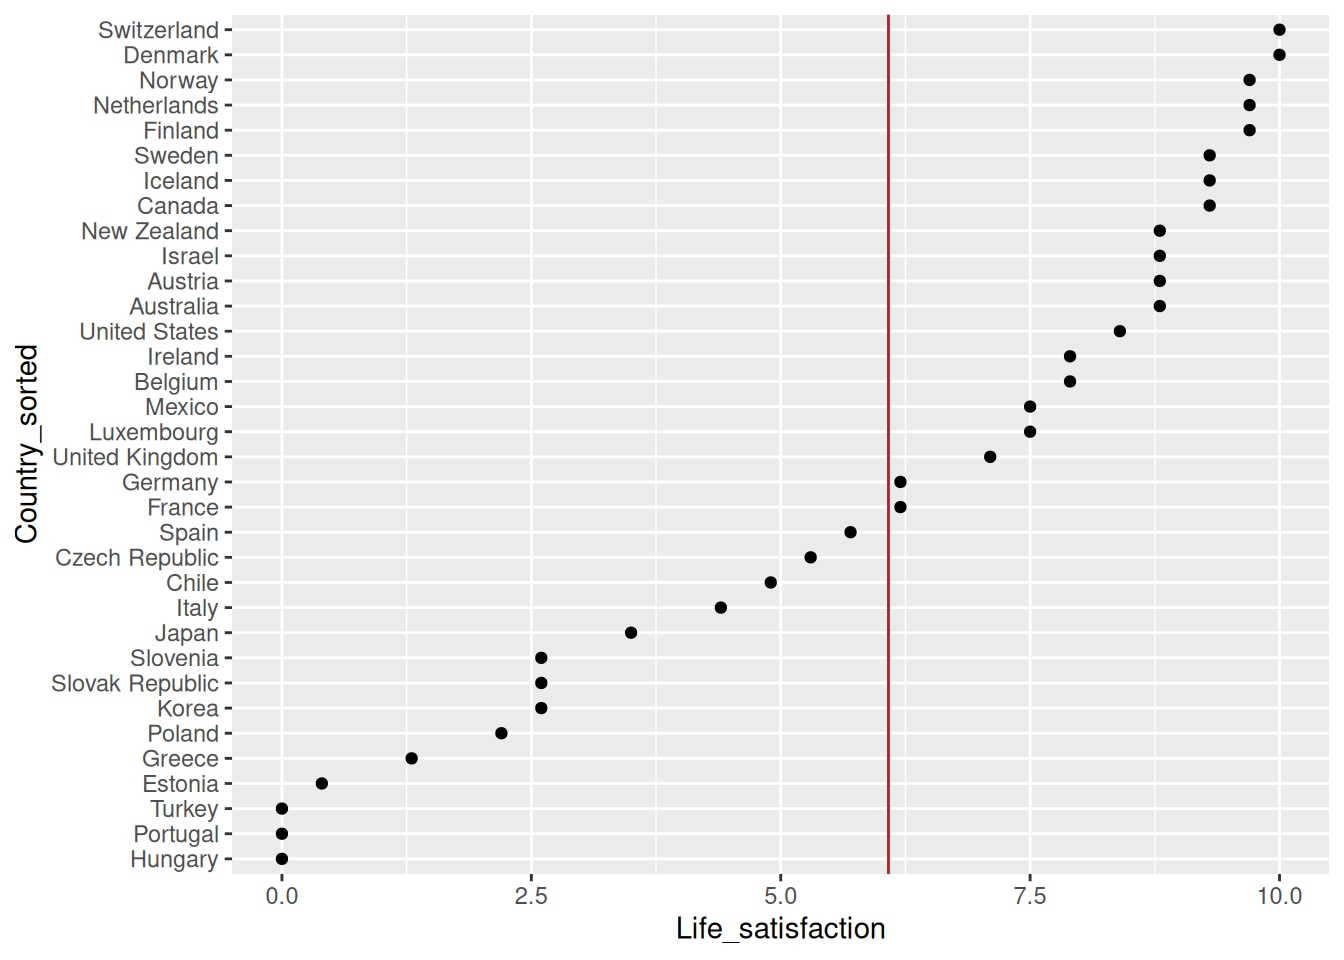 Switzerland
Denmark
Norway
Netherlands
Finland
Sweden
Iceland
Canada
New Zealand
Israel
Austria
Australia
United States
Ireland
Belgium
Mexico
Luxembourg
United Kingdom
Germany
France
Spain
Czech Republic
Chile
Italy
Japan
Slovenia
Slovak Republic
Korea
Poland
Greece
Estonia
Turkey
Portugal
Hungary
Country_sorted
0.0 2.5 5.0 7.5 10.0
Life_satisfaction